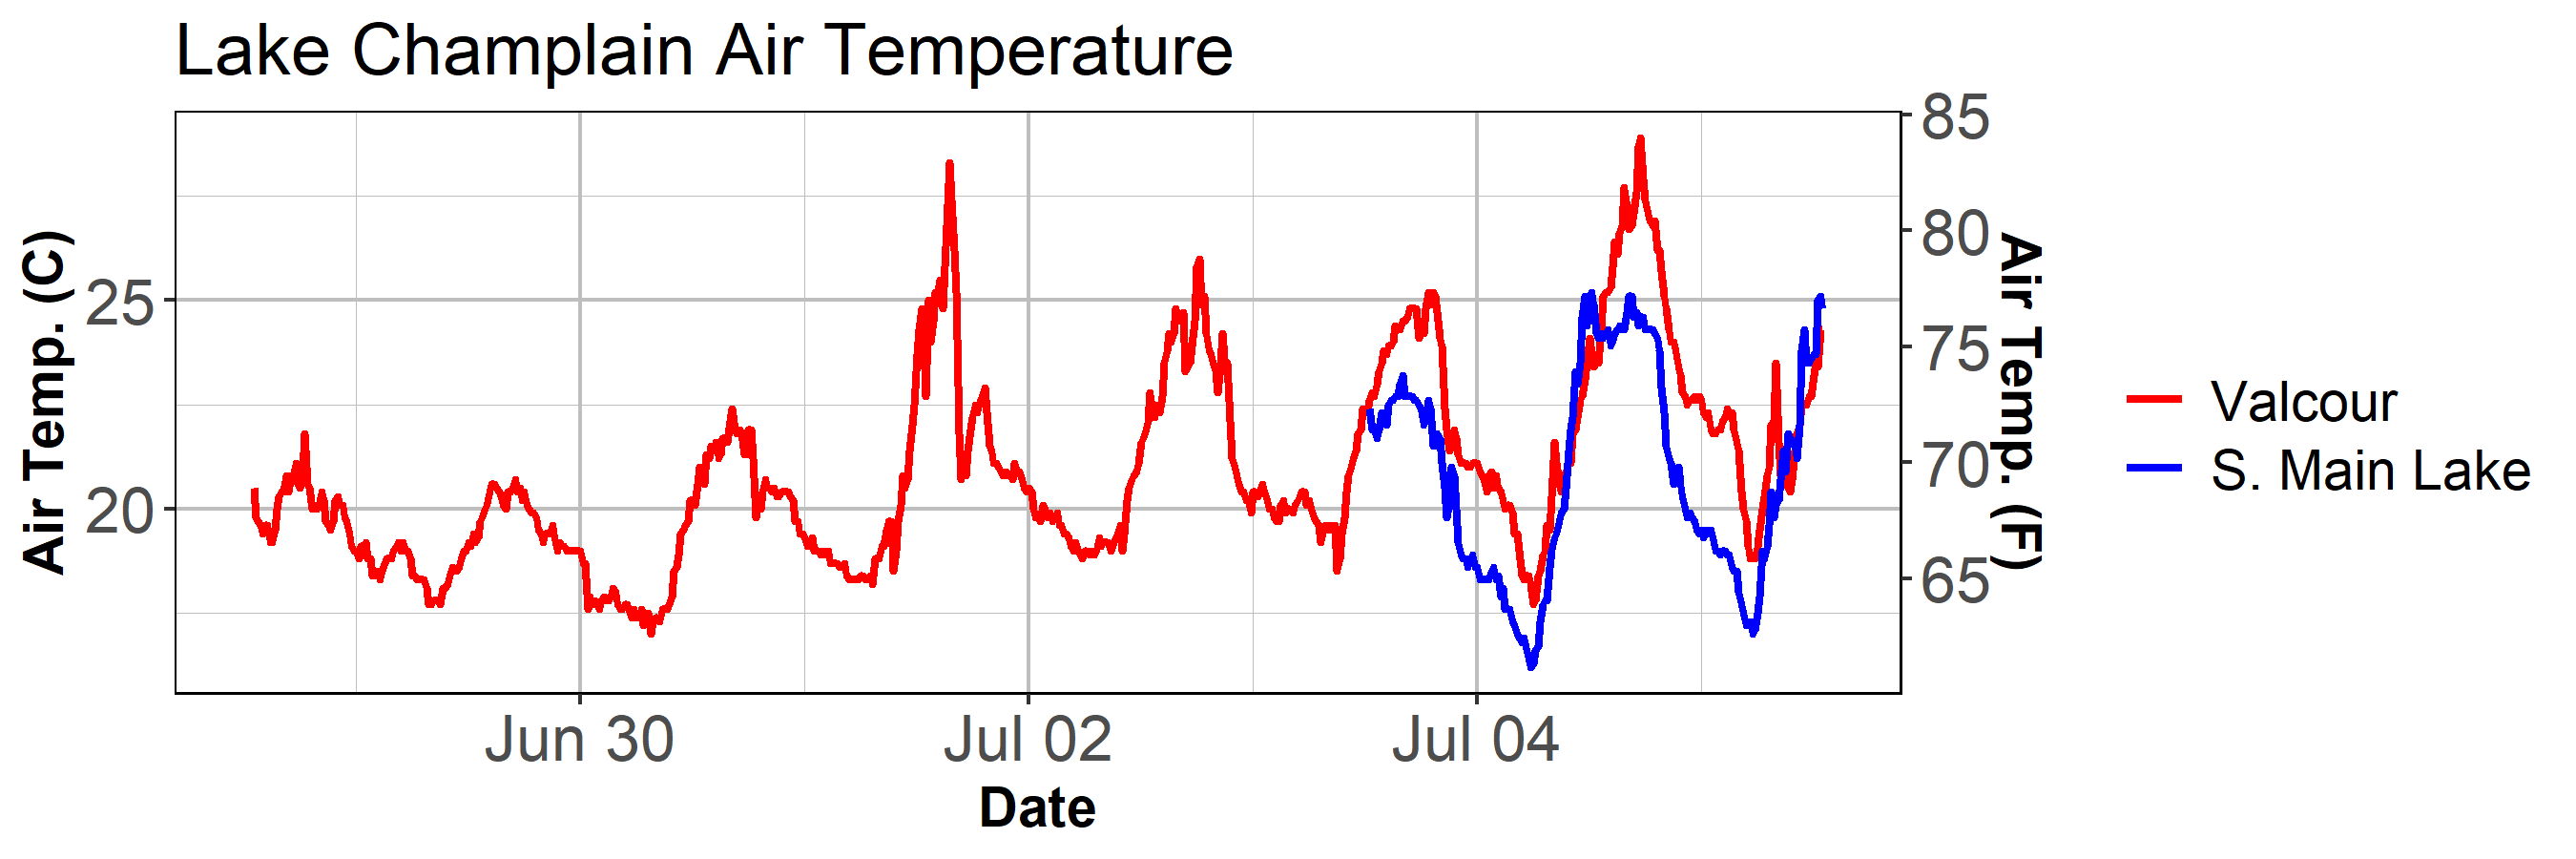 Lake Champlain Air Temperature
Air Temp. (C)
25
20
85
80
75
70
65
Air Temp. (F)
Jun 30
Jul 02
Jul 04
Date
Valcour
S. Main Lake